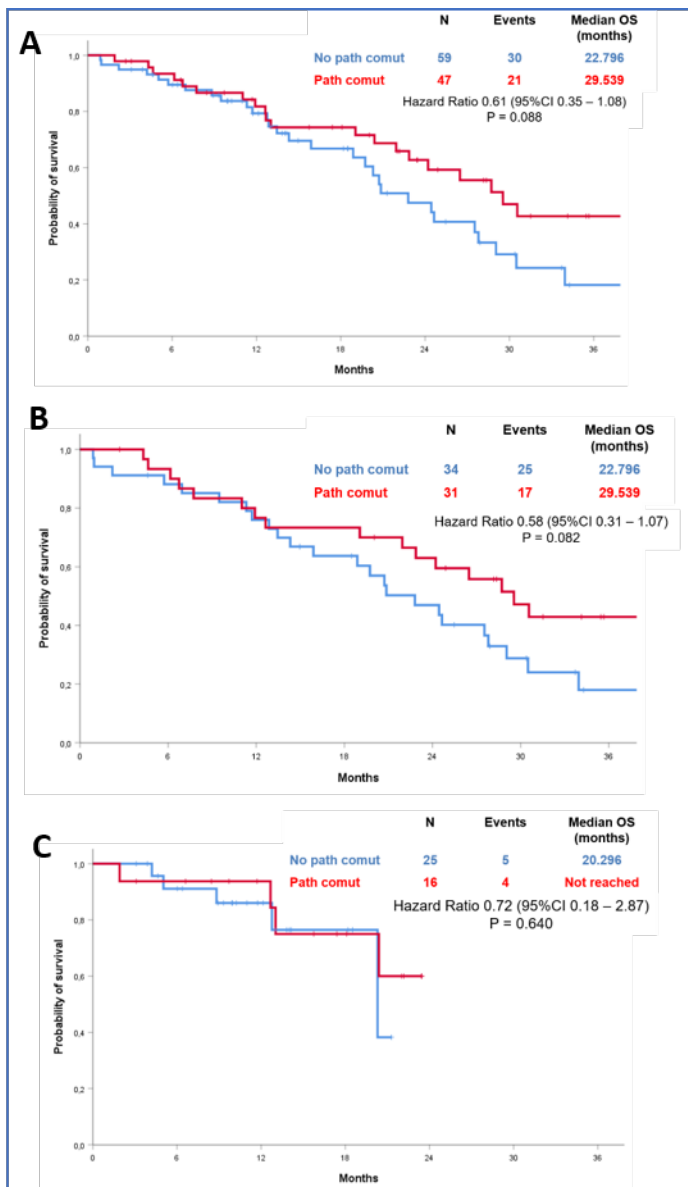 A
N Events Median OS
(months)
No path comut 59 30 22.796
Path comut 47 21 29.539
Hazard Ratio 0.61 (95%CI 0.35 – 1.08)
P = 0.088
1,0
0,8
0,6
0,4
0,2
0,0
Probability of survival
0 6 12 18 24 30 36
Months
B
N Events Median OS
(months)
No path comut 34 25 22.796
Path comut 31 17 29.539
Hazard Ratio 0.58 (95%CI 0.31 – 1.07)
P = 0.082
1,0
0,8
0,6
0,4
0,2
0,0
Probability of survival
0 6 12 18 24 30 36
Months
C
N Events Median OS
(months)
No path comut 25 5 20.296
Path comut 16 4 Not reached
Hazard Ratio 0.72 (95%CI 0.18 – 2.87)
P = 0.640
1,0
0,8
0,6
0,4
0,2
0,0
Probability of survival
0 6 12 18 24 30 36
Months